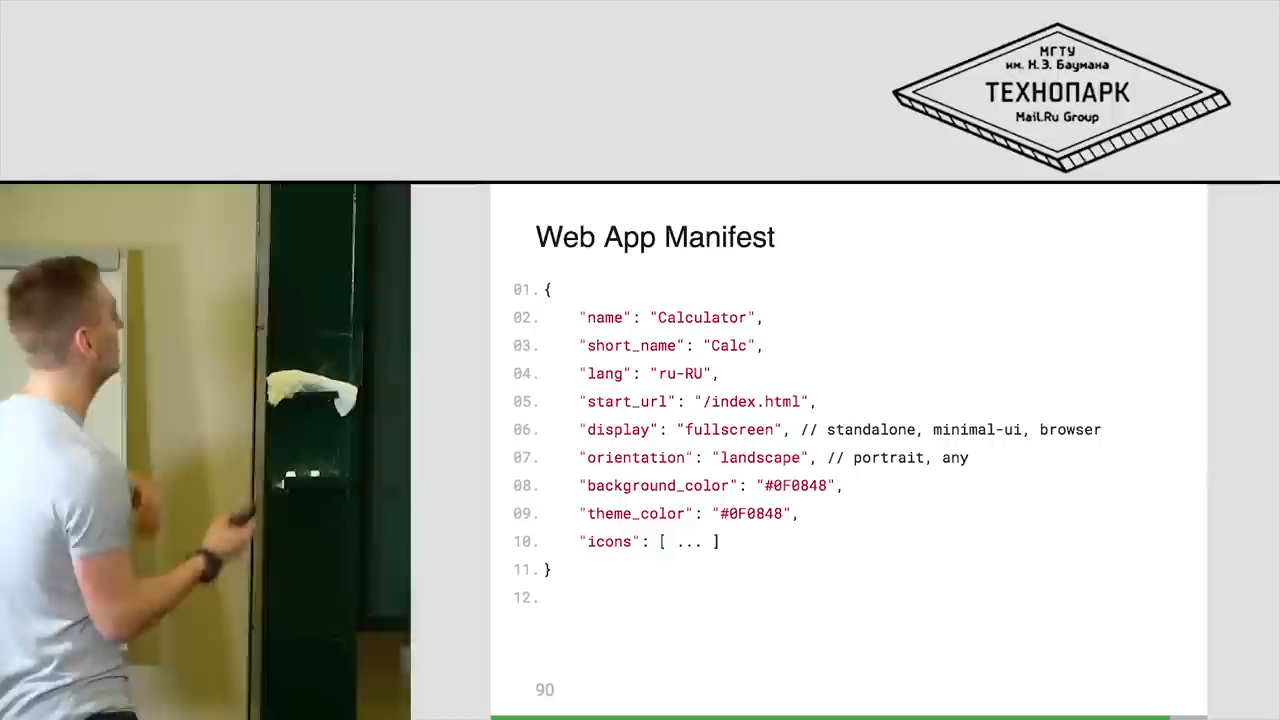 МГТУ
им. Н.Э. Баумана
ТЕХНОПАРК
Mail.Ru Group
Web App Manifest
01. {
02. "name": "Calculator",
03. "short_name": "Calc",
04. "lang": "ru-RU",
05. "start_url": "/index.html",
06. "display": "fullscreen", // standalone, minimal-ui, browser
07. "orientation": "landscape", // portrait, any
08. "background_color": "#0F0848",
09. "theme_color": "#0F0848",
10. "icons": [ ... ]
11. }
12.
90